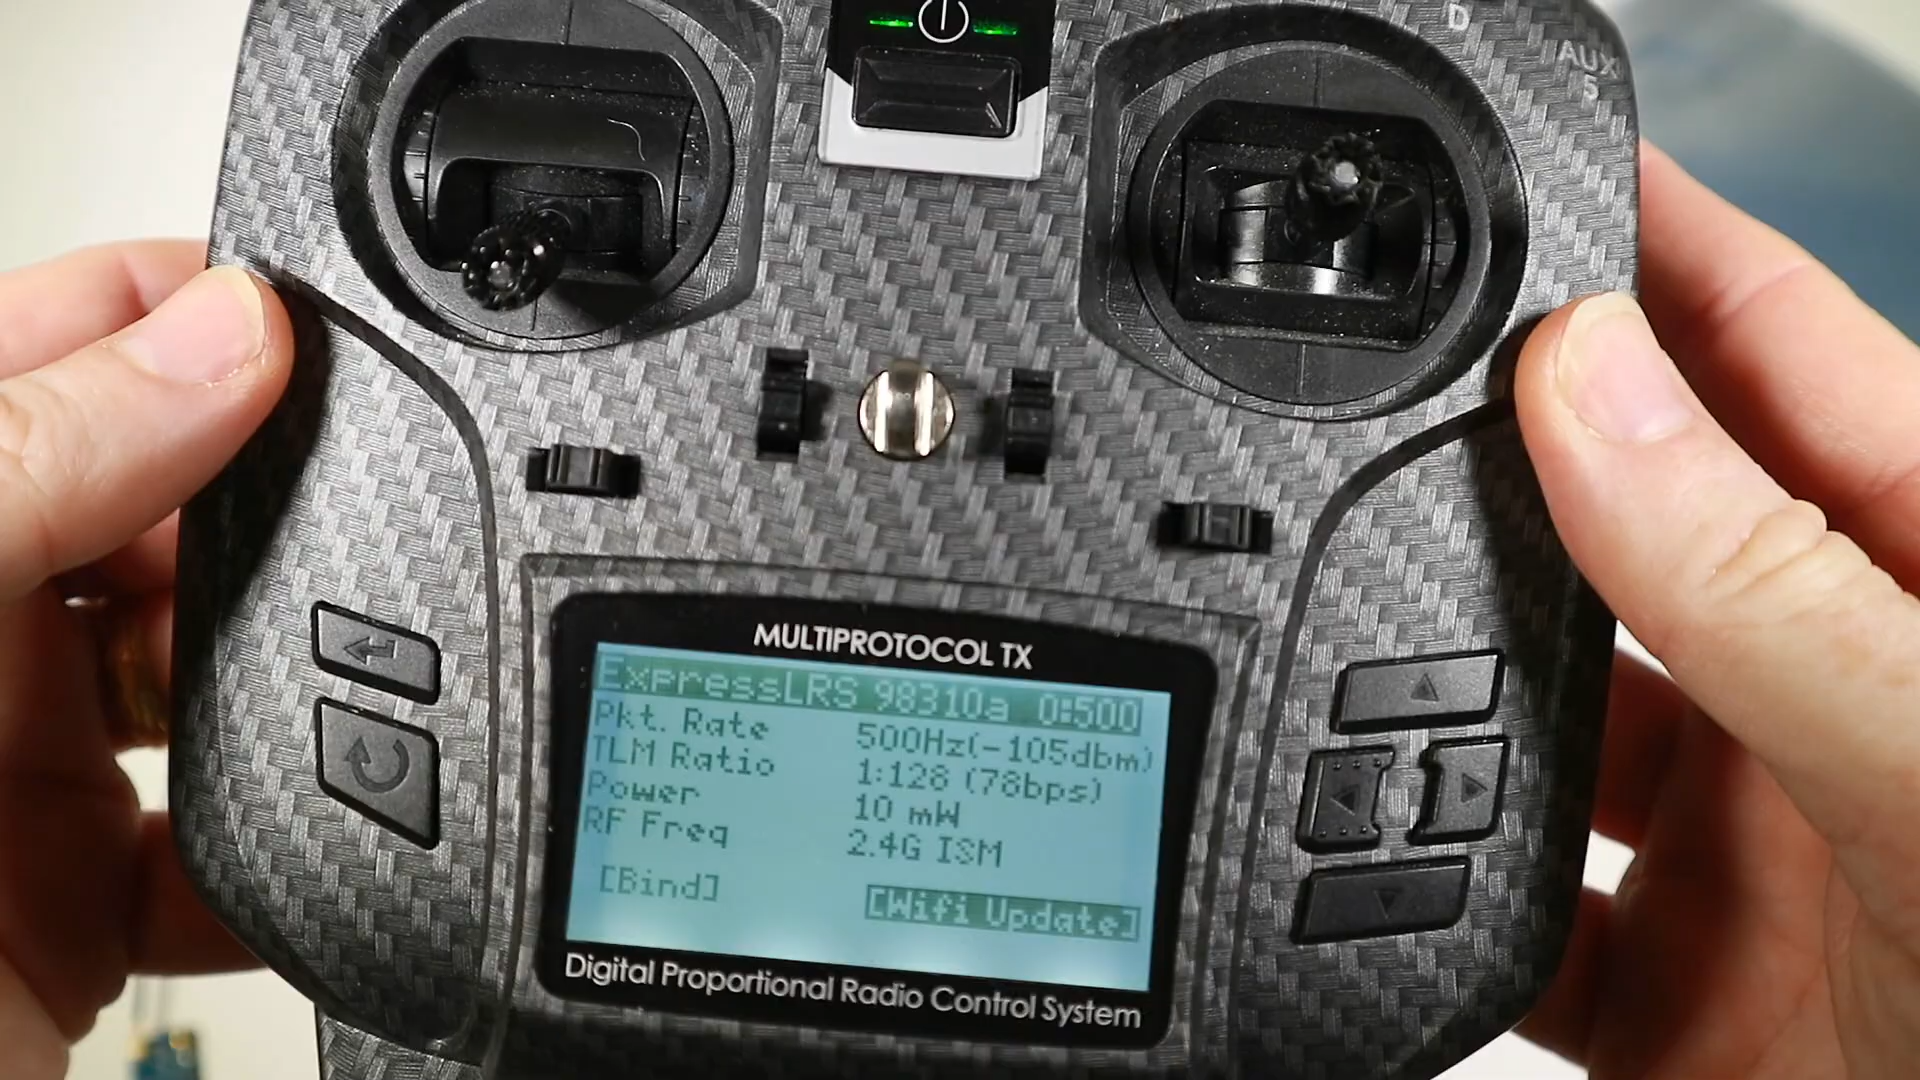 D
AUX
5
MULTIPROTOCOL TX
ExpressLRS 98310a 0:500
Pkt. Rate 500Hz(-105dbm)
TLM Ratio 1:128 (78bps)
Power 10 mW
RF Freq 2.4G ISM
[Bind] [Wifi Update]
Digital Proportional Radio Control System